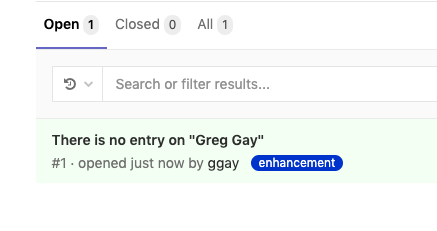 Open 1 Closed 0 All 1
Search or filter results...
There is no entry on "Greg Gay"
#1 · opened just now by ggay enhancement